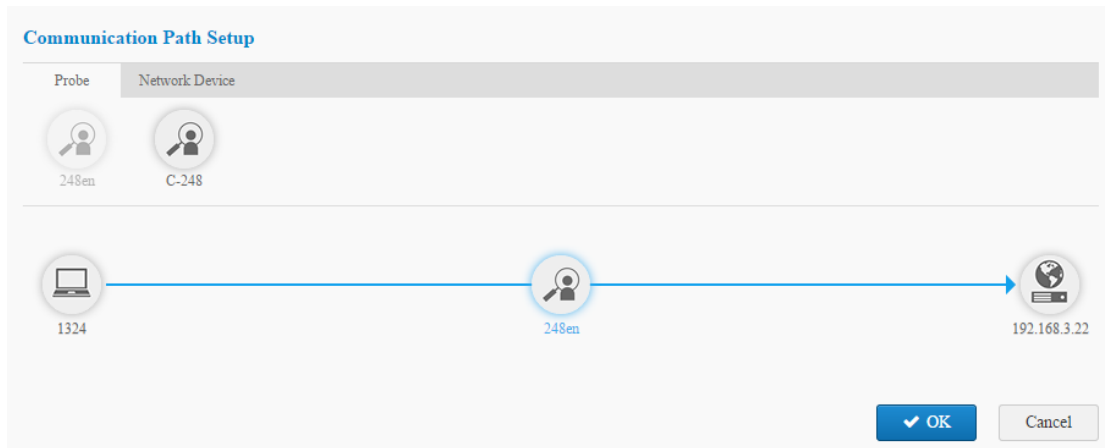 Communication Path Setup
Probe
Network Device
248en
C-248
1324
248en
192.168.3.22
OK
Cancel